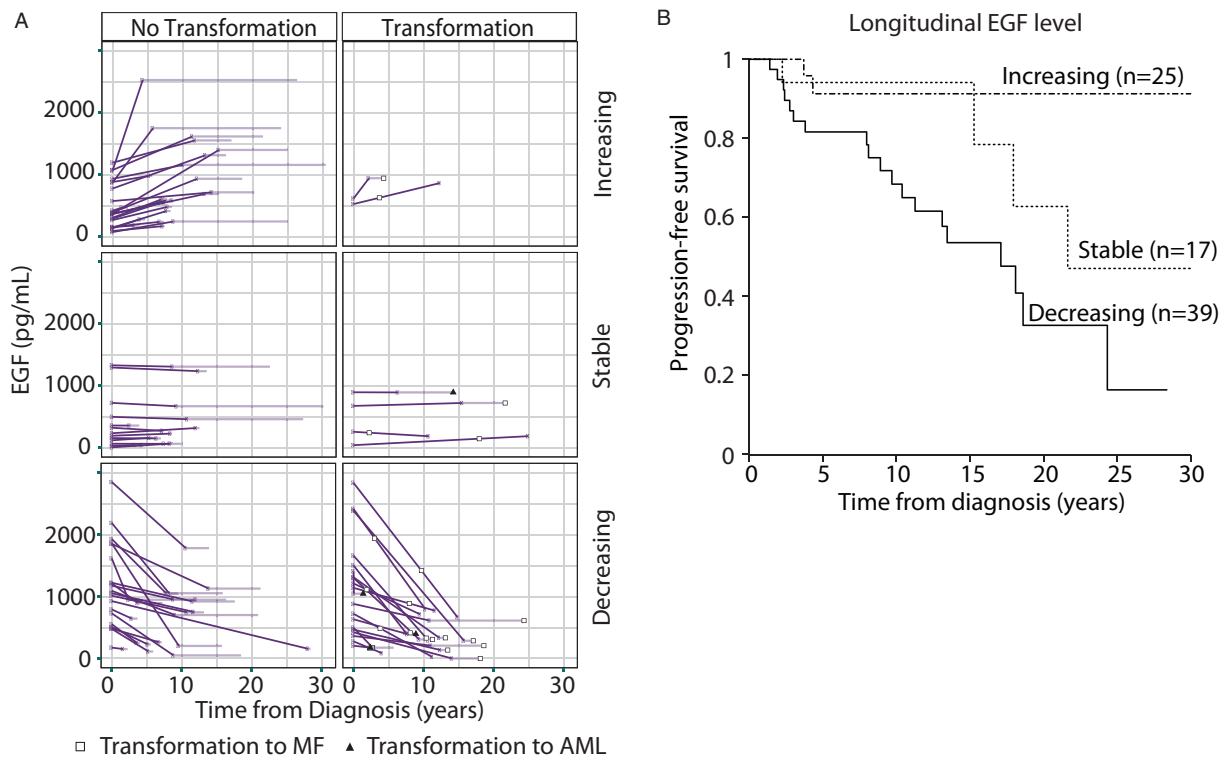 A
No Transformation
Transformation
2000
1000
0
Increasing
2000
1000
0
Stable
2000
1000
0
Decreasing
EGF (pg/mL)
0 10 20 30 0 10 20 30
Time from Diagnosis (years)
□ Transformation to MF ▲ Transformation to AML
B
Longitudinal EGF level
1
0.8
0.6
0.4
0.2
0
Progression-free survival
Increasing (n=25)
Stable (n=17)
Decreasing (n=39)
0 5 10 15 20 25 30
Time from diagnosis (years)